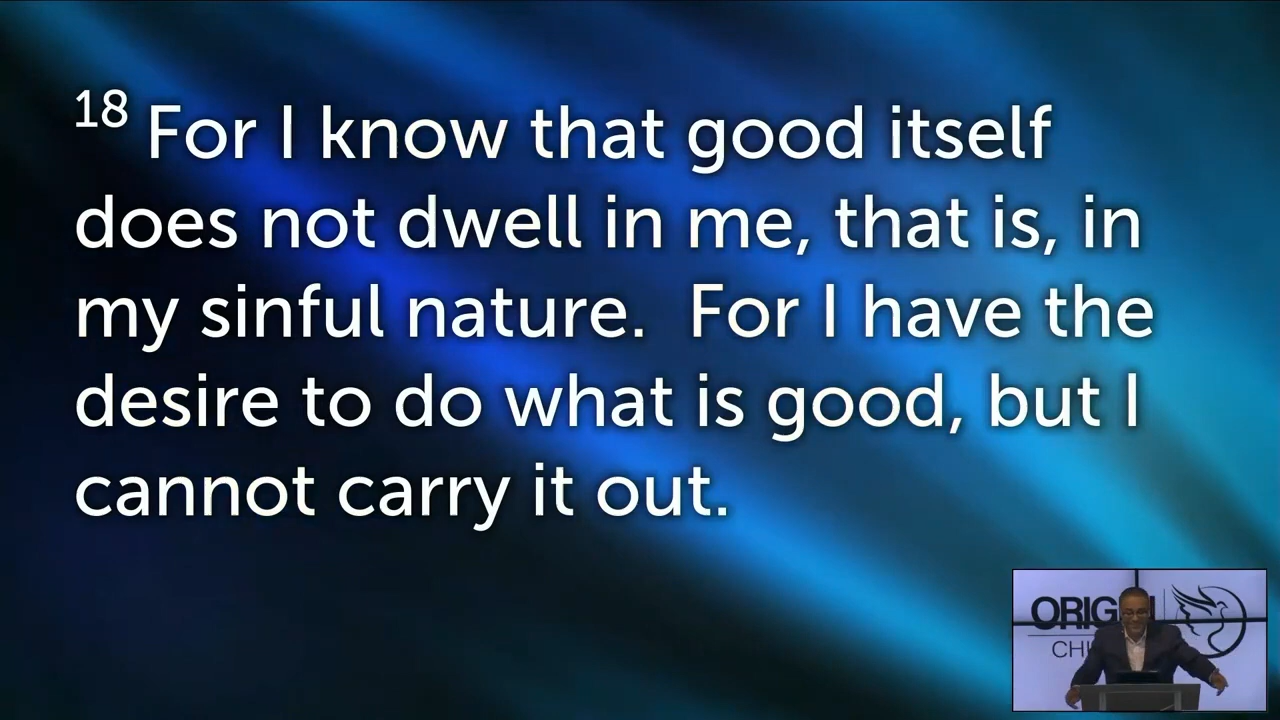 18 For I know that good itself
does not dwell in me, that is, in
my sinful nature.  For I have the
desire to do what is good, but I
cannot carry it out.